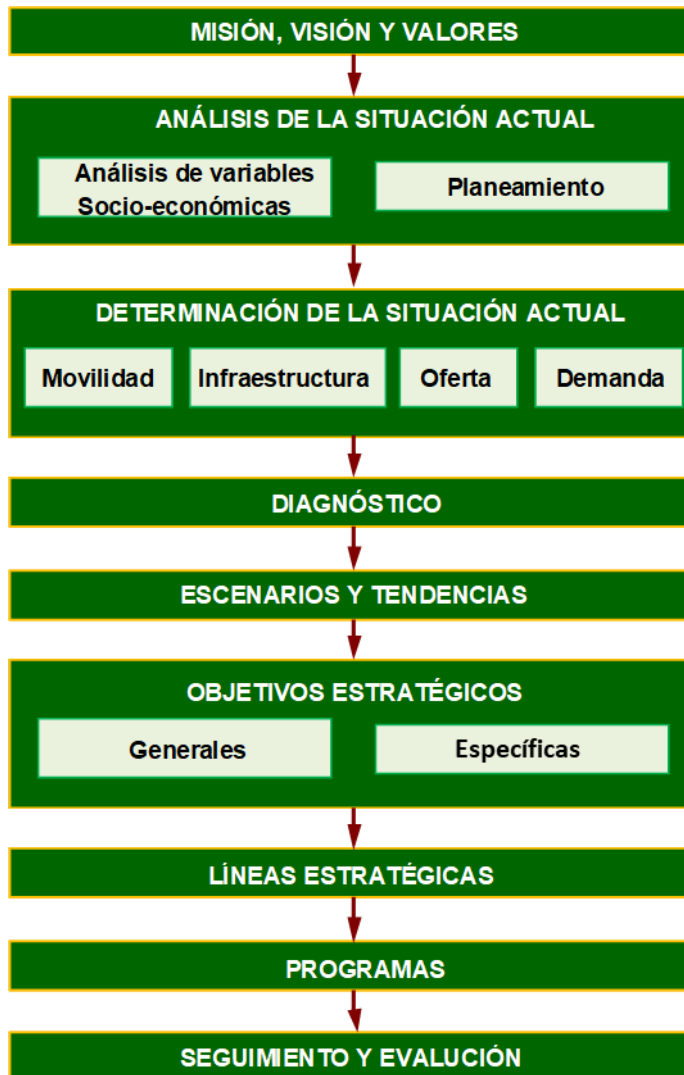 MISIÓN, VISIÓN Y VALORES
ANÁLISIS DE LA SITUACIÓN ACTUAL
Análisis de variables
Socio-económicas
Planeamiento
DETERMINACIÓN DE LA SITUACIÓN ACTUAL
Movilidad
Infraestructura
Oferta
Demanda
DIAGNÓSTICO
ESCENARIOS Y TENDENCIAS
OBJETIVOS ESTRATÉGICOS
Generales
Específicas
LÍNEAS ESTRATÉGICAS
PROGRAMAS
SEGUIMIENTO Y EVALUCIÓN